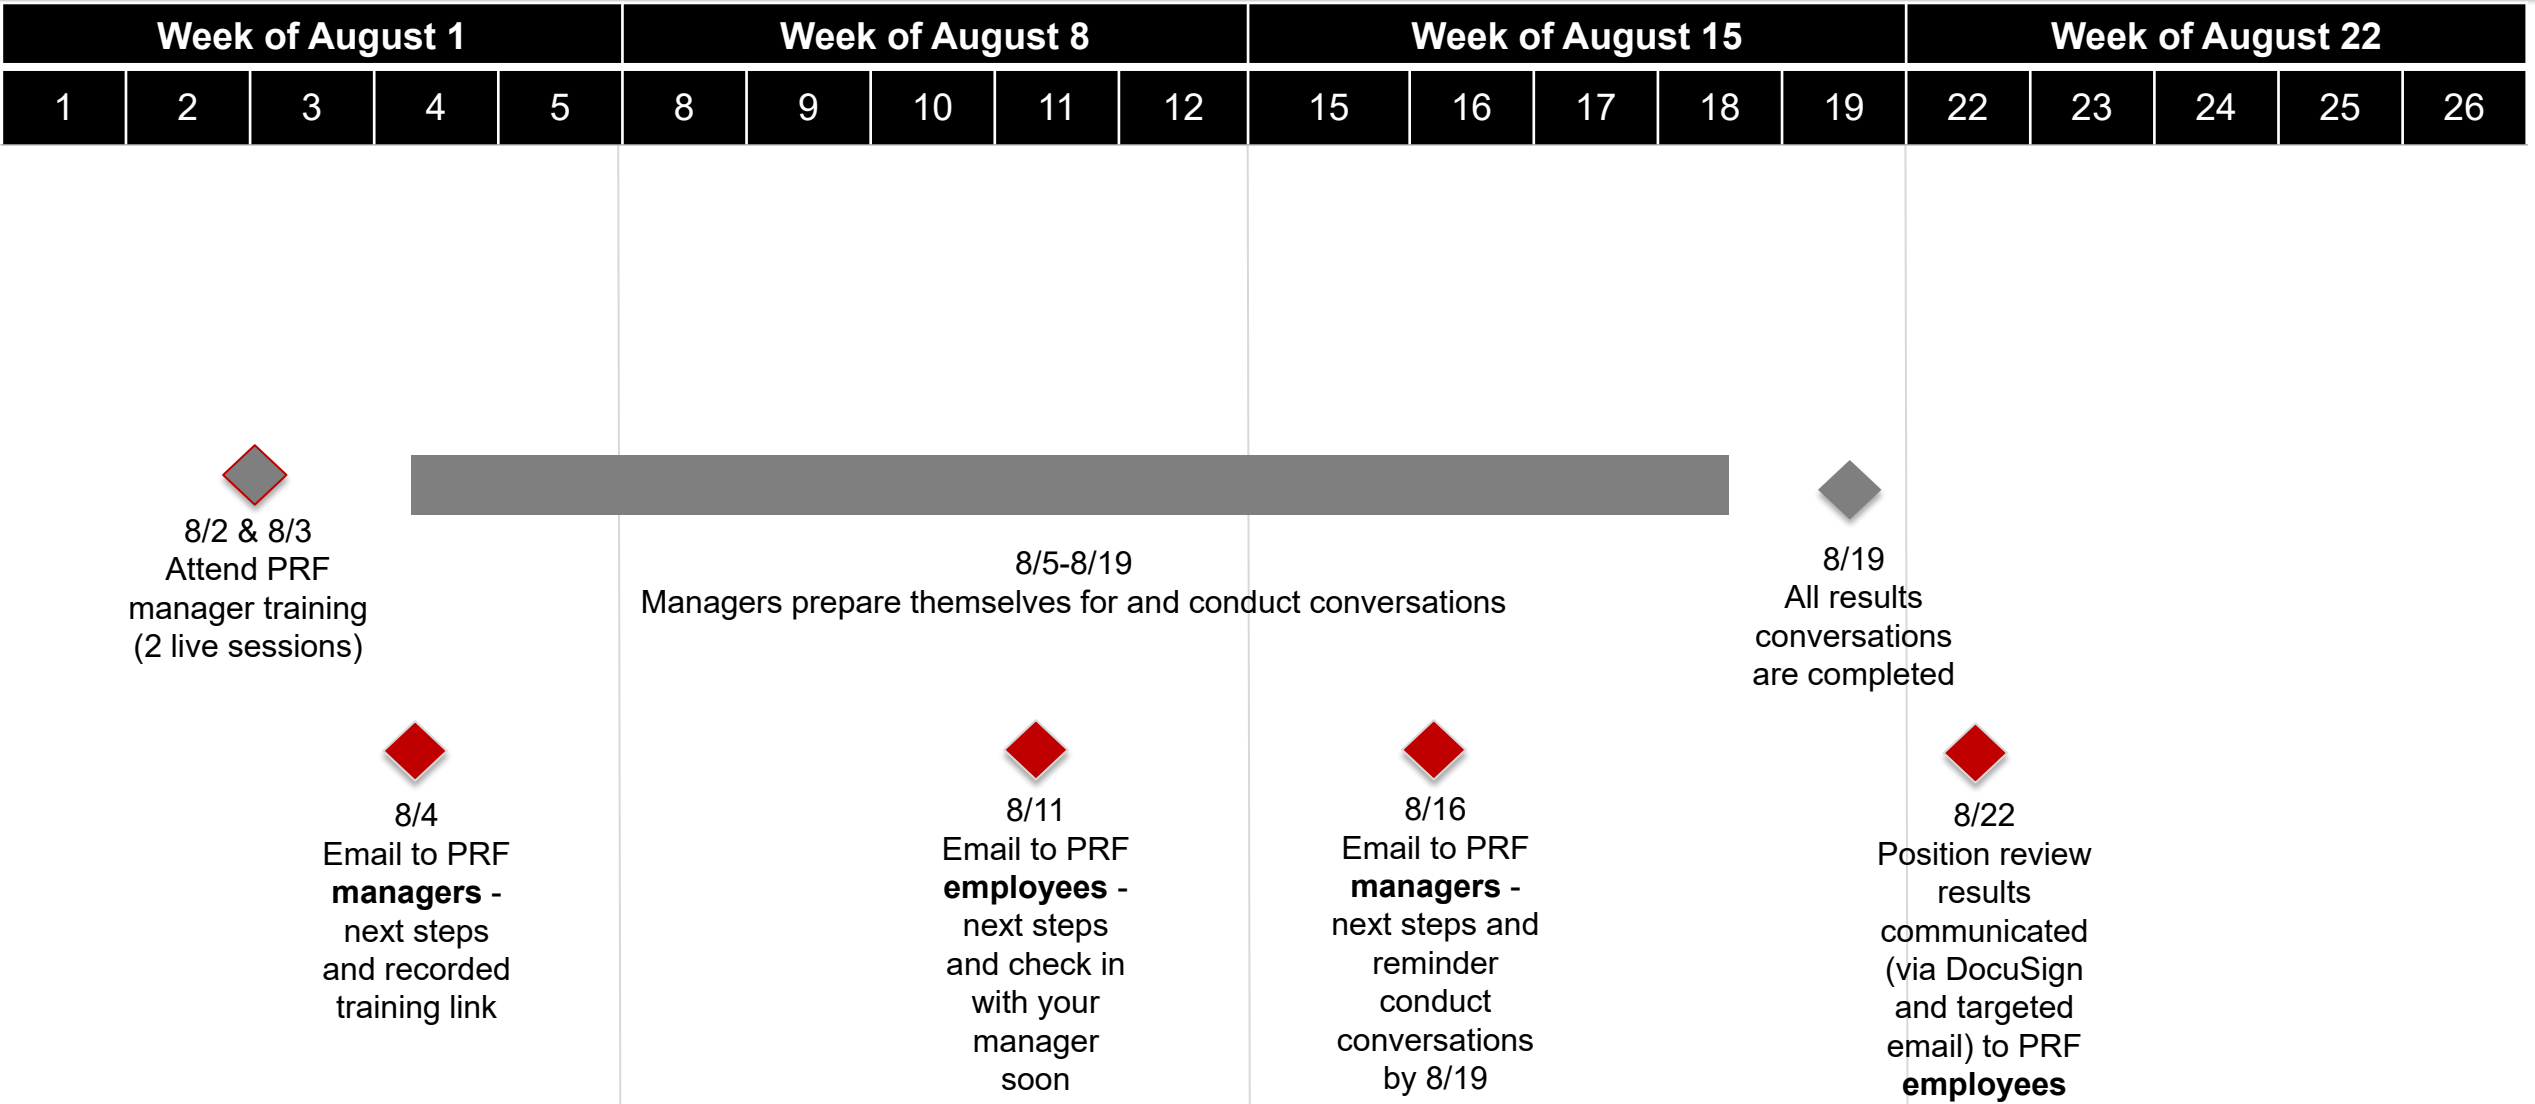 Week of August 1
Week of August 8
Week of August 15
Week of August 22
1 2 3 4 5 8 9 10 11 12 15 16 17 18 19 22 23 24 25 26
8/2 & 8/3
Attend PRF
manager training
(2 live sessions)
8/5-8/19
Managers prepare themselves for and conduct conversations
8/19
All results
conversations
are completed
8/4
Email to PRF
managers -
next steps
and recorded
training link
8/11
Email to PRF
employees -
next steps
and check in
with your
manager
soon
8/16
Email to PRF
managers -
next steps and
reminder
conduct
conversations
by 8/19
8/22
Position review
results
communicated
(via DocuSign
and targeted
email) to PRF
employees